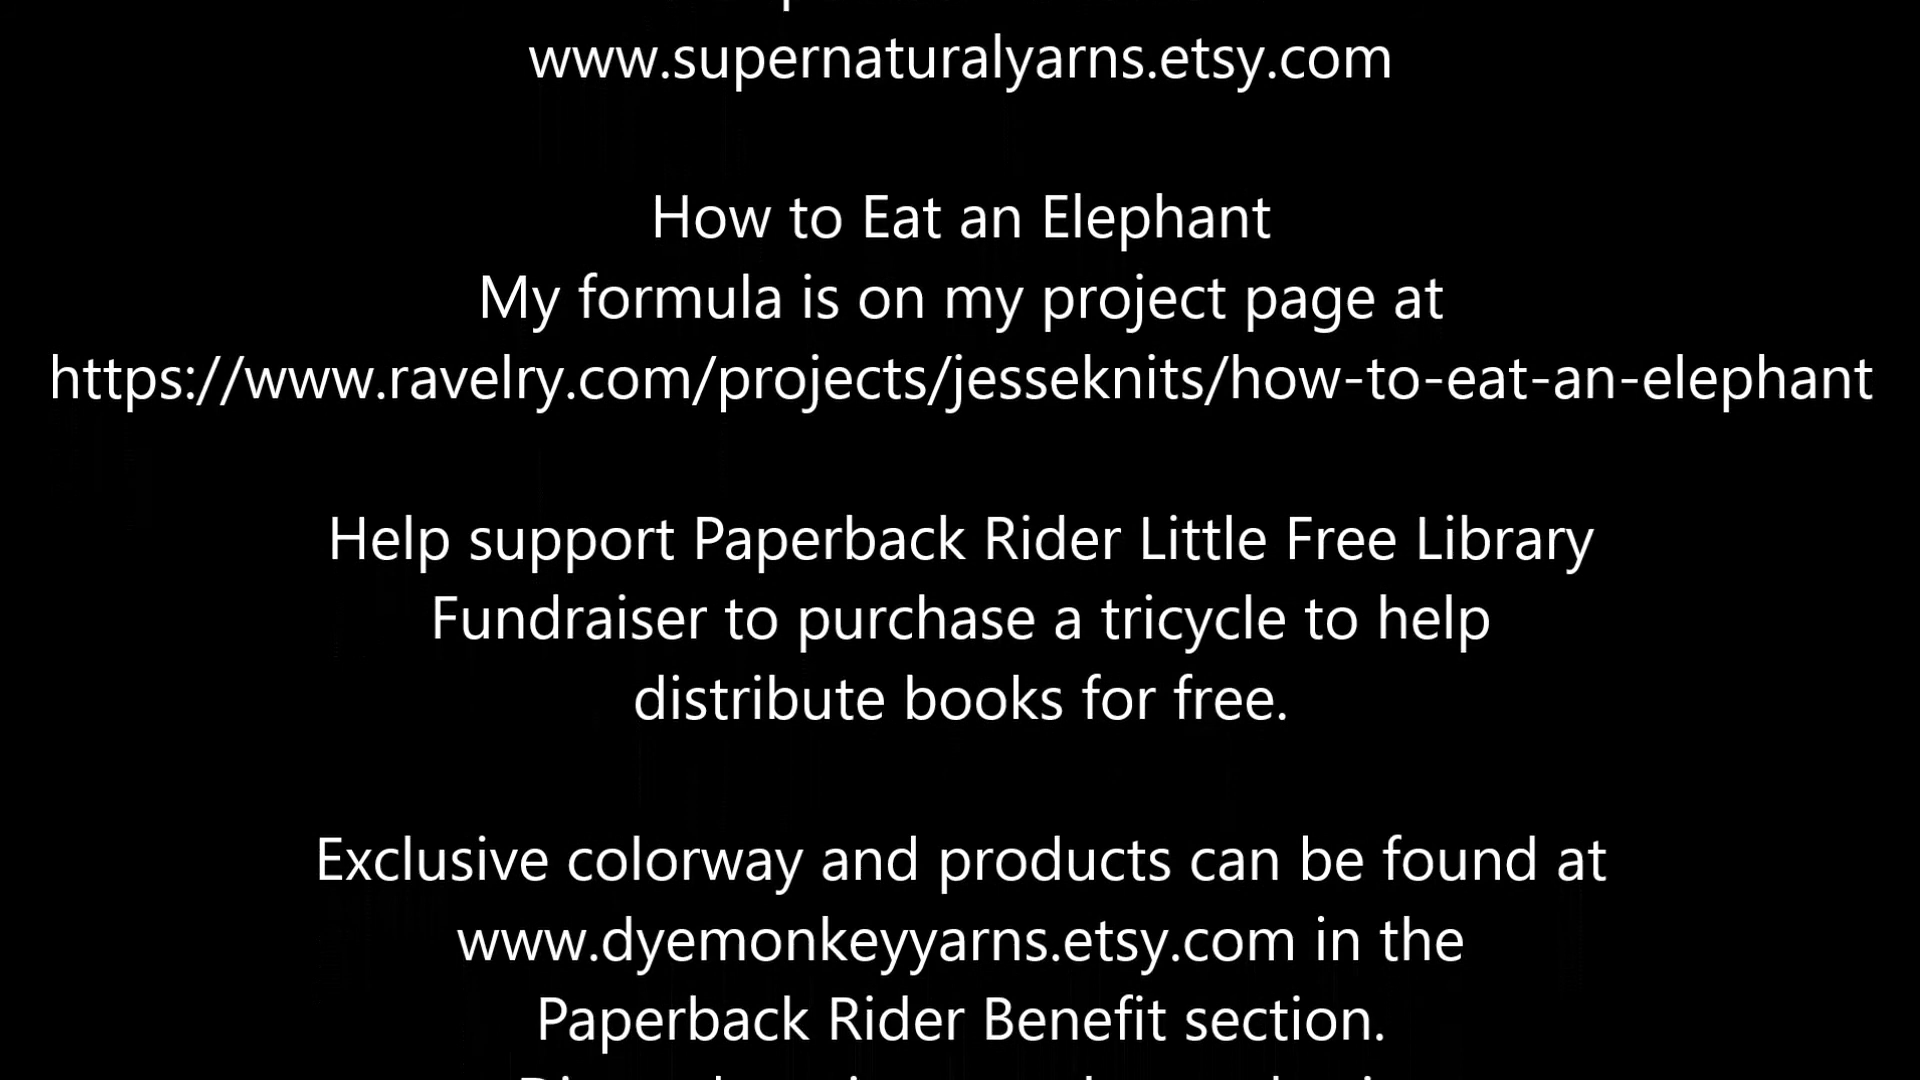 www.supernaturalyarns.etsy.com
How to Eat an Elephant
My formula is on my project page at
https://www.ravelry.com/projects/jesseknits/how-to-eat-an-elephant
Help support Paperback Rider Little Free Library
Fundraiser to purchase a tricycle to help
distribute books for free.
Exclusive colorway and products can be found at
www.dyemonkeyyarns.etsy.com in the
Paperback Rider Benefit section.